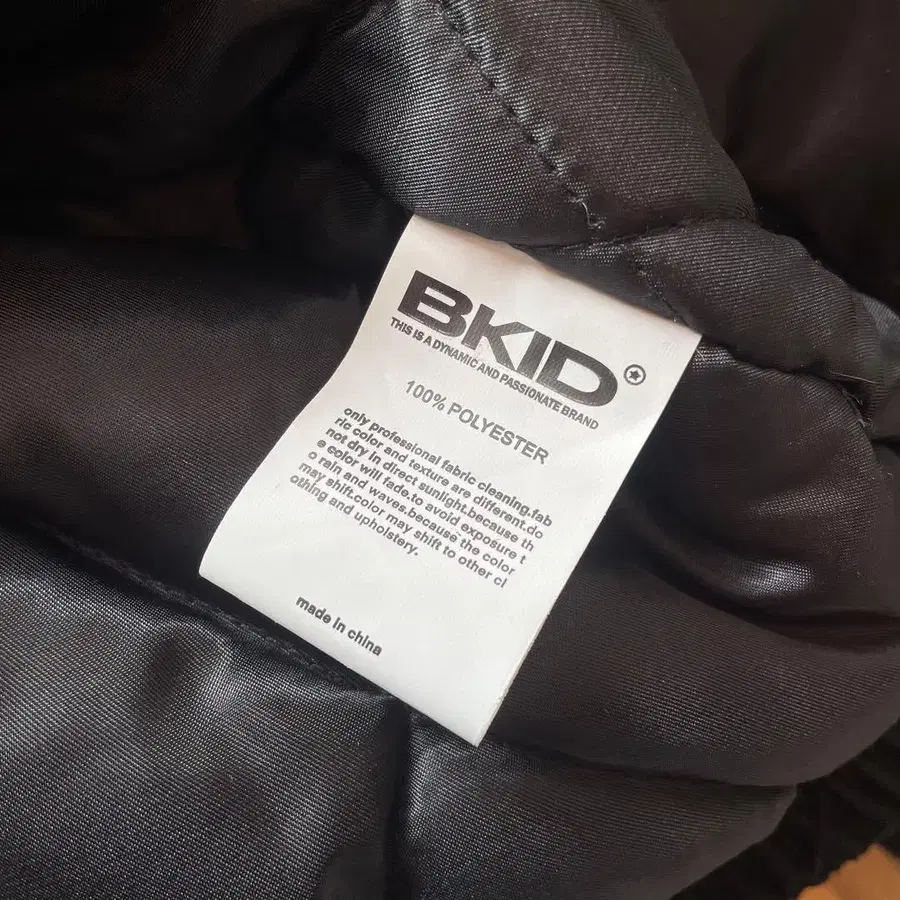 BKID
THIS IS A DYNAMIC AND PASSIONATE BRAND
100% POLYESTER
only professional fabric cleaning.fab
ric color and texture are different.do
not dry in direct sunlight.because th
e color will fade.to avoid exposure t
o rain and waves.because the color
may shift.color may shift to other cl
othing and upholstery.
made in china